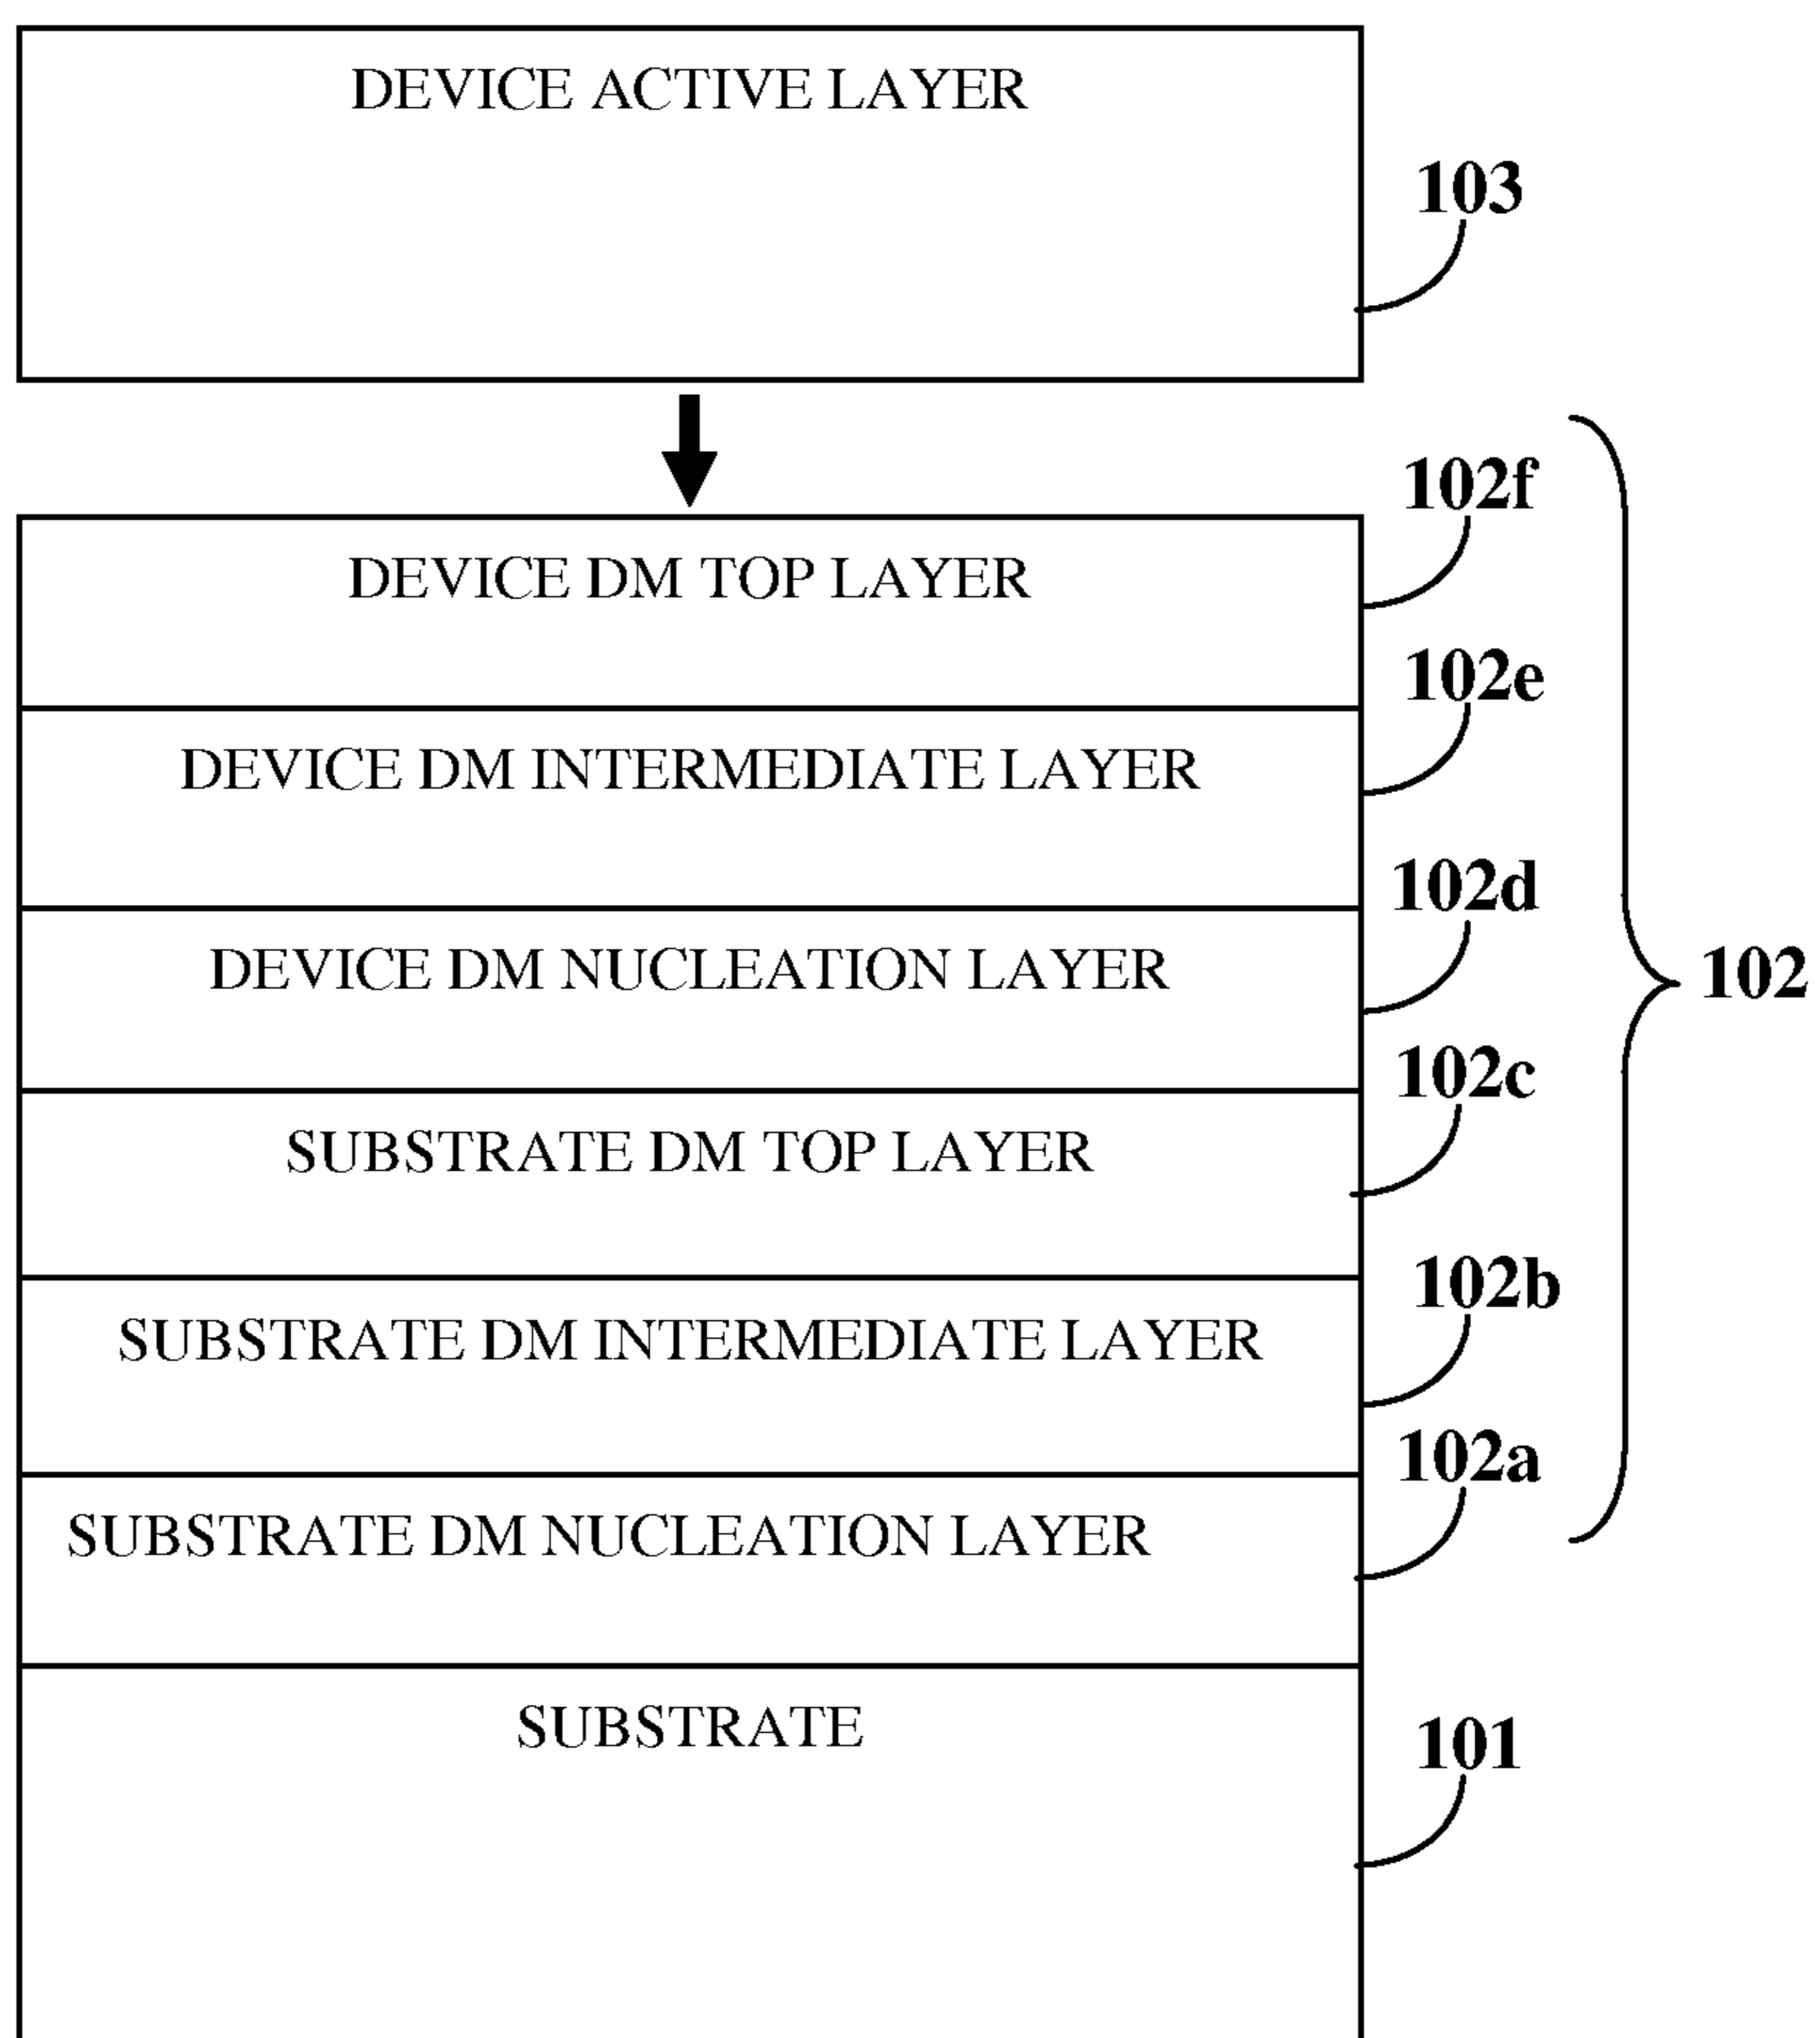 DEVICE ACTIVE LAYER
103
102f
DEVICE DM TOP LAYER
102e
DEVICE DM INTERMEDIATE LAYER
102d
DEVICE DM NUCLEATION LAYER
102
102c
SUBSTRATE DM TOP LAYER
102b
SUBSTRATE DM INTERMEDIATE LAYER
102a
SUBSTRATE DM NUCLEATION LAYER
SUBSTRATE
101